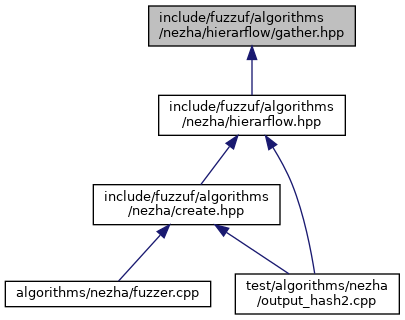 include/fuzzuf/algorithms
/nezha/hierarflow/gather.hpp
include/fuzzuf/algorithms
/nezha/hierarflow.hpp
include/fuzzuf/algorithms
/nezha/create.hpp
algorithms/nezha/fuzzer.cpp
test/algorithms/nezha
/output_hash2.cpp